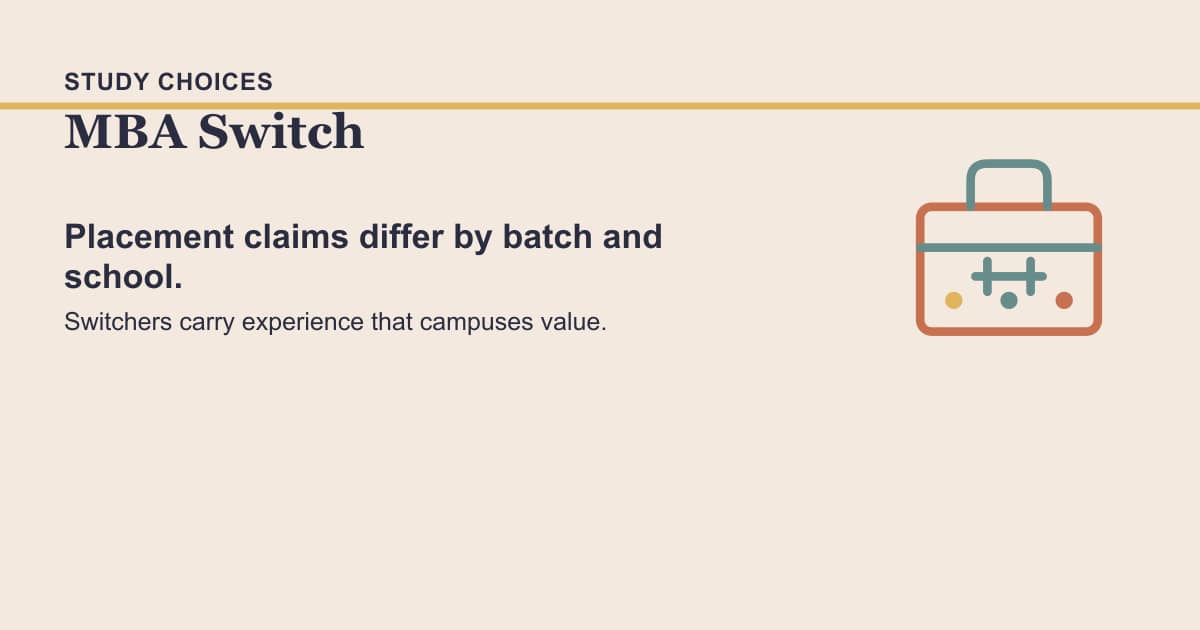 STUDY CHOICES
MBA Switch
Placement claims differ by batch and
school.
Switchers carry experience that campuses value.